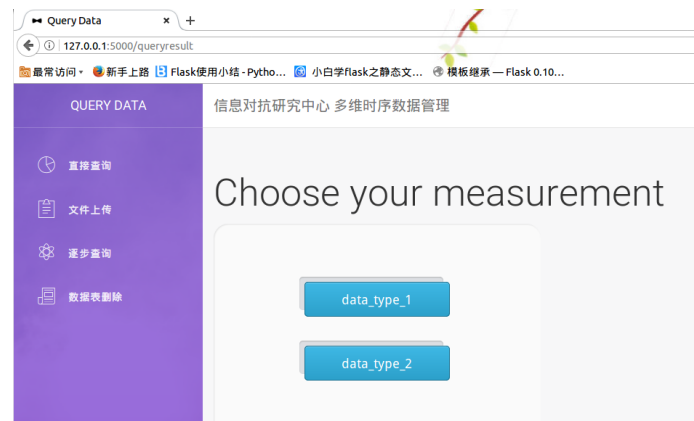 Query Data × +
127.0.0.1:5000/queryresult
最常访问 新手上路 Flask使用小结 - Pytho... 小白学flask之静态文... 模板继承 — Flask 0.10...
QUERY DATA
信息对抗研究中心 多维时序数据管理
直接查询
文件上传
逐步查询
数据表删除
Choose your measurement
data_type_1
data_type_2